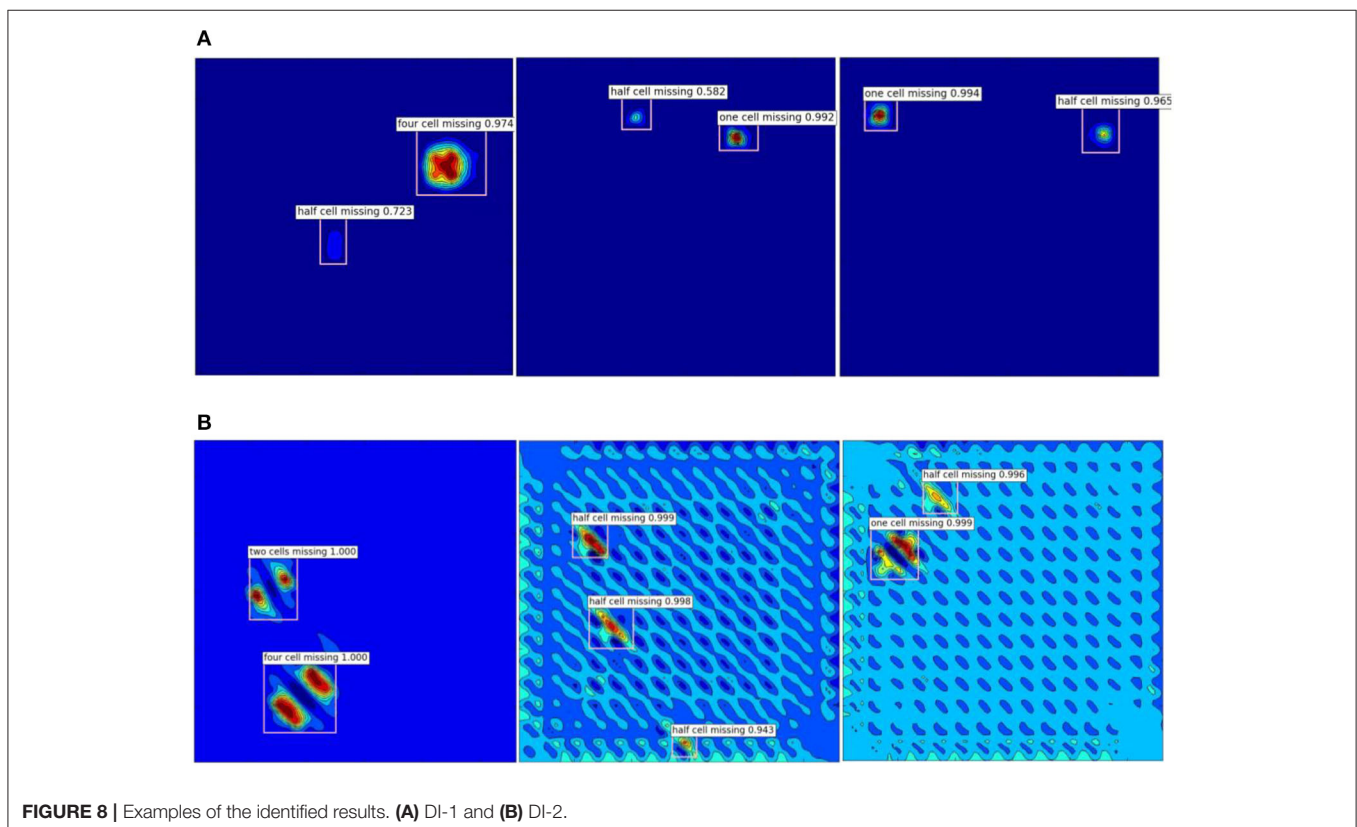 A
four cell missing 0.974
half cell missing 0.723
half cell missing 0.582
one cell missing 0.992
one cell missing 0.994
half cell missing 0.965
B
two cells missing 1.000
four cell missing 1.000
half cell missing 0.999
half cell missing 0.998
half cell missing 0.943
half cell missing 0.996
one cell missing 0.999
FIGURE 8 | Examples of the identified results. (A) DI-1 and (B) DI-2.